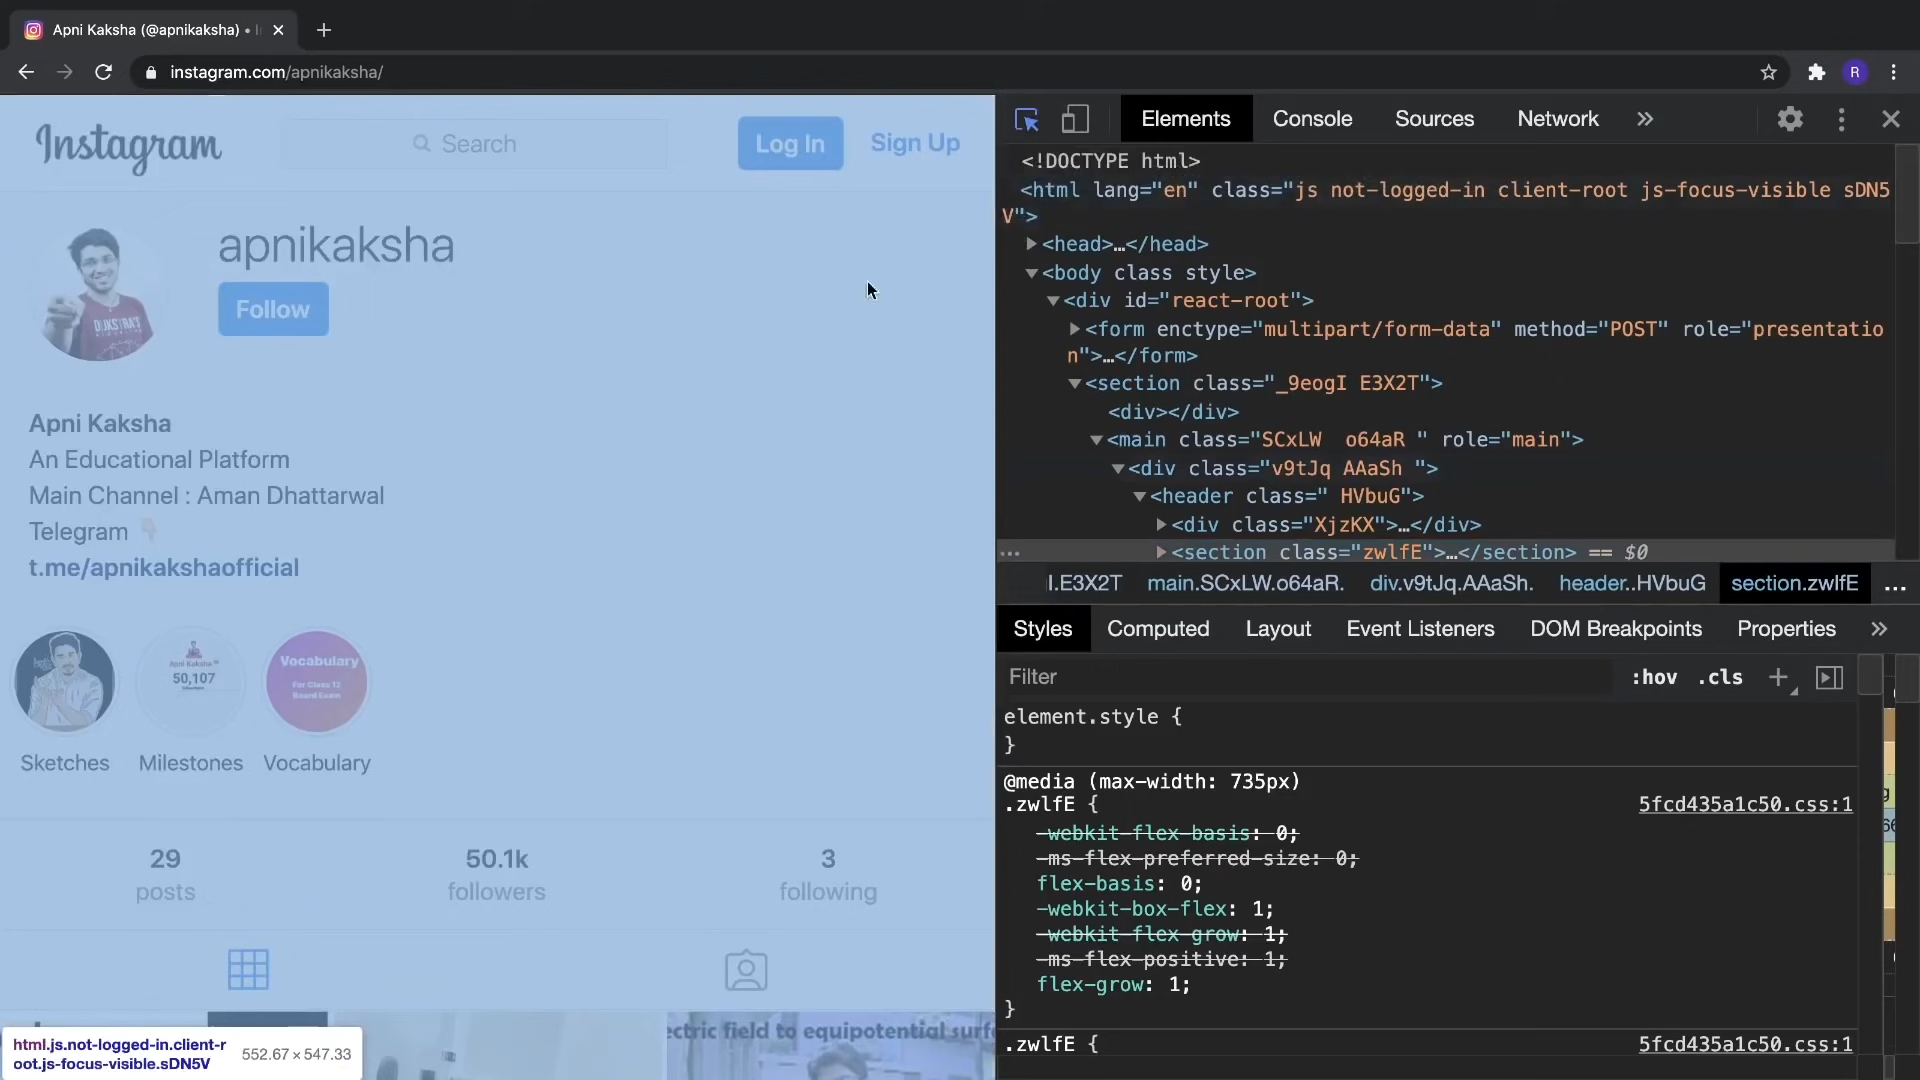 Apni Kaksha (@apnikaksha) •
instagram.com/apnikaksha/
R
Instagram
Search
Log In
Sign Up
apnikaksha
Follow
DIJKSTRA'S
Apni Kaksha
An Educational Platform
Main Channel : Aman Dhattarwal
Telegram 👇🏻
t.me/apnikakshaofficial
Apni Kaksha
50,107
Vocabulary
For Class 12
Board Exam
Sketches
Milestones
Vocabulary
29
posts
50.1k
followers
3
following
ectric field to equipotential surf
html.js.not-logged-in.client-r
oot.js-focus-visible.sDN5V
552.67 × 547.33
Elements
Console
Sources
Network
»
<!DOCTYPE html>
<html lang="en" class="js not-logged-in client-root js-focus-visible sDN5
V">
▶<head>…</head>
▼<body class style>
▼<div id="react-root">
▶<form enctype="multipart/form-data" method="POST" role="presentatio
n">…</form>
▼<section class="_9eogI E3X2T">
<div></div>
▼<main class="SCxLW  o64aR " role="main">
▼<div class="v9tJq AAaSh ">
▼<header class=" HVbuG">
▶<div class="XjzKX">…</div>
… ▶<section class="zwlfE">…</section> == $0
I.E3X2T main.SCxLW.o64aR. div.v9tJq.AAaSh. header..HVbuG section.zwlfE …
Styles
Computed
Layout
Event Listeners
DOM Breakpoints
Properties
»
Filter
:hov .cls +
element.style {
}
@media (max-width: 735px)
.zwlfE {
5fcd435a1c50.css:1
-webkit-flex-basis: 0;
-ms-flex-preferred-size: 0;
flex-basis: 0;
-webkit-box-flex: 1;
-webkit-flex-grow: 1;
-ms-flex-positive: 1;
flex-grow: 1;
}
.zwlfE {
5fcd435a1c50.css:1